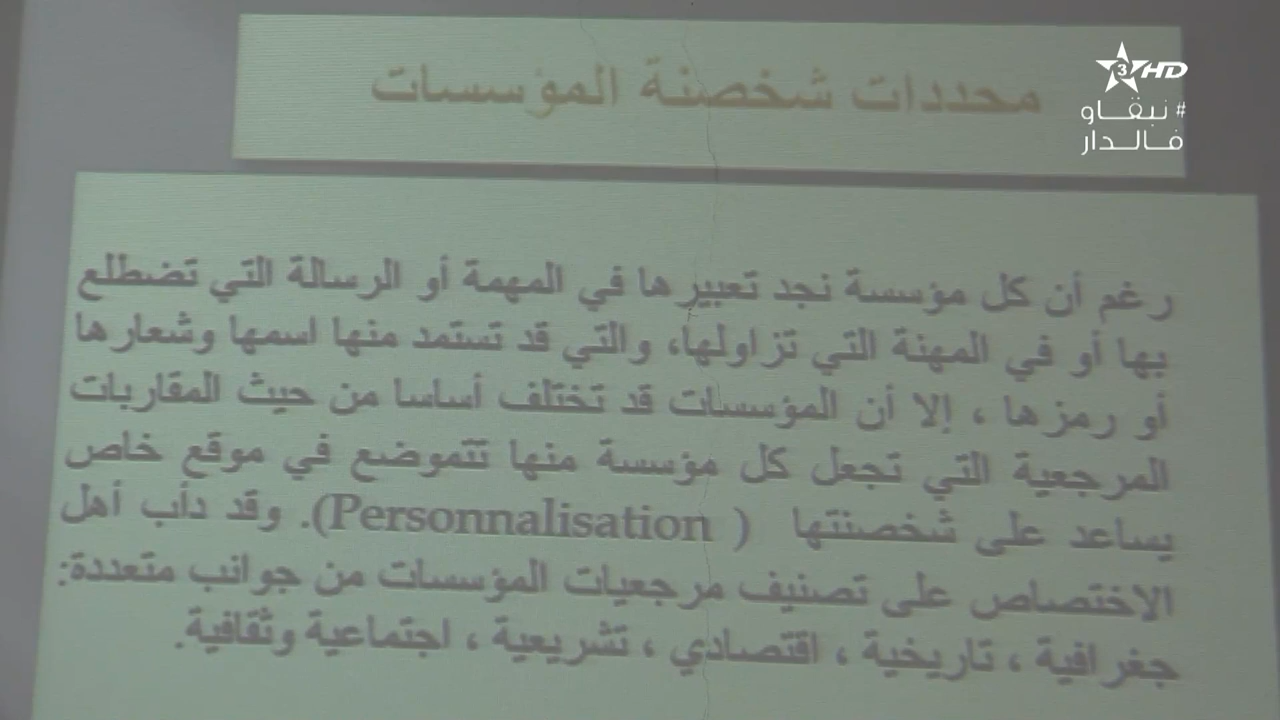 محددات شخصنة المؤسسات
3 HD
# نبقاو
فالدار
رغم أن كل مؤسسة نجد تعبيرها في المهمة أو الرسالة التي تضطلع
بها أو في المهنة التي تزاولها، والتي قد تستمد منها اسمها وشعارها
أو رمزها ، إلا أن المؤسسات قد تختلف أساسا من حيث المقاربات
المرجعية التي تجعل كل مؤسسة منها تتموضع في موقع خاص
يساعد على شخصنتها ( Personnalisation). وقد دأب أهل
الاختصاص على تصنيف مرجعيات المؤسسات من جوانب متعددة:
جغرافية ، تاريخية ، اقتصادي ، تشريعية ، اجتماعية وثقافية.